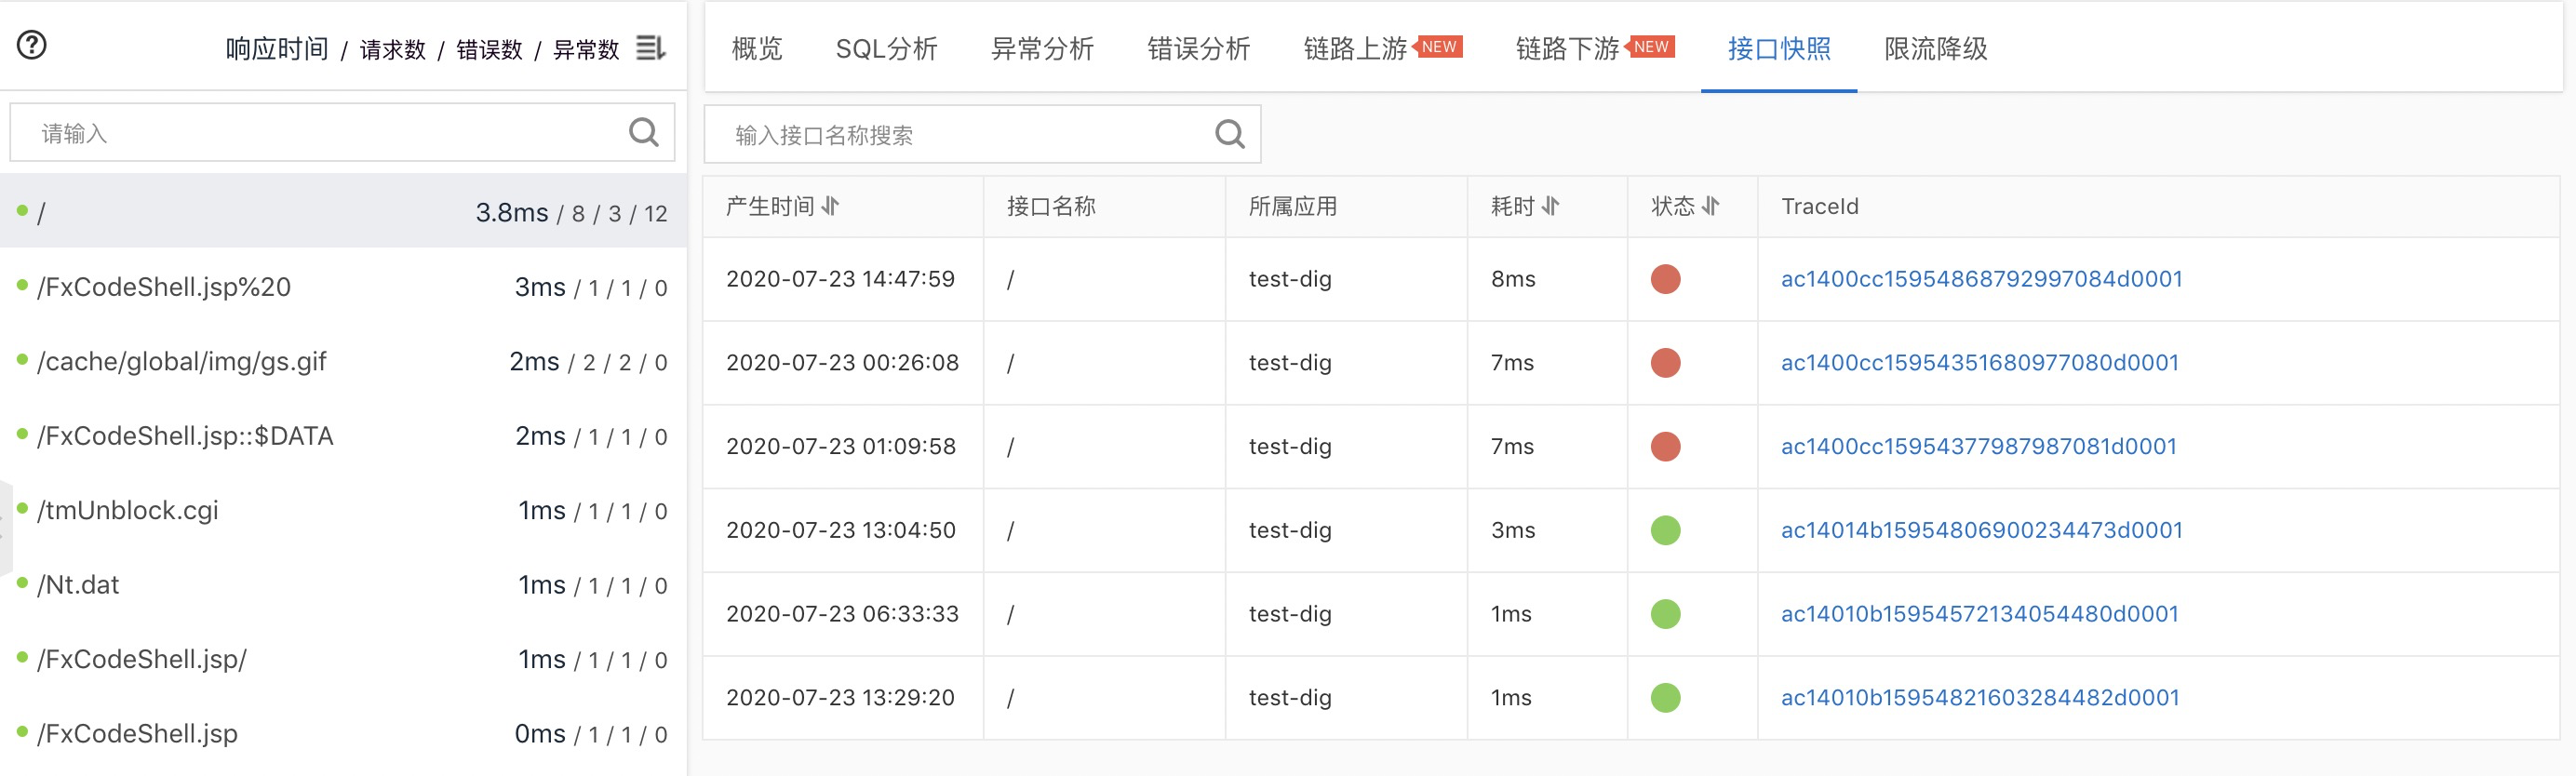 响应时间 / 请求数 / 错误数 / 异常数
请输入
/ 3.8ms / 8 / 3 / 12
/FxCodeShell.jsp%20 3ms / 1 / 1 / 0
/cache/global/img/gs.gif 2ms / 2 / 2 / 0
/FxCodeShell.jsp::$DATA 2ms / 1 / 1 / 0
/tmUnblock.cgi 1ms / 1 / 1 / 0
/Nt.dat 1ms / 1 / 1 / 0
/FxCodeShell.jsp/ 1ms / 1 / 1 / 0
/FxCodeShell.jsp 0ms / 1 / 1 / 0
概览 SQL分析 异常分析 错误分析 链路上游 NEW 链路下游 NEW 接口快照 限流降级
输入接口名称搜索
产生时间 接口名称 所属应用 耗时 状态 TraceId
2020-07-23 14:47:59 / test-dig 8ms ac1400cc15954868792997084d0001
2020-07-23 00:26:08 / test-dig 7ms ac1400cc15954351680977080d0001
2020-07-23 01:09:58 / test-dig 7ms ac1400cc15954377987987081d0001
2020-07-23 13:04:50 / test-dig 3ms ac14014b15954806900234473d0001
2020-07-23 06:33:33 / test-dig 1ms ac14010b15954572134054480d0001
2020-07-23 13:29:20 / test-dig 1ms ac14010b15954821603284482d0001